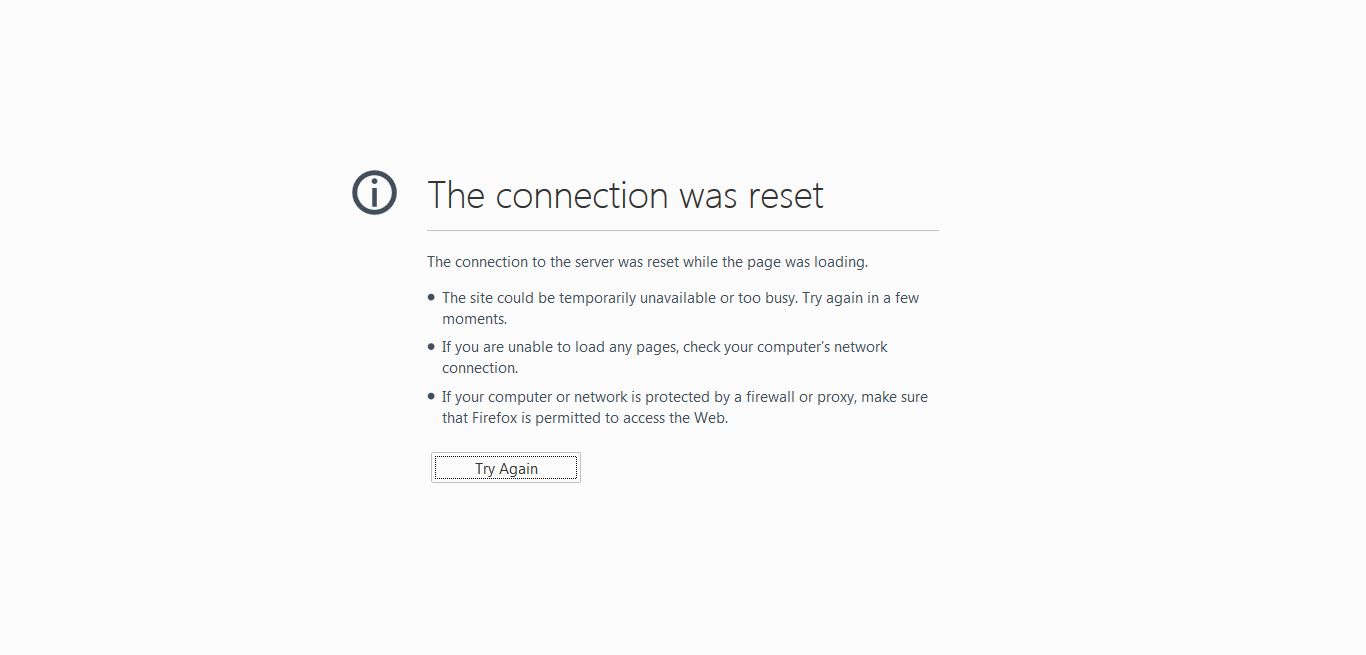 The connection was reset
The connection to the server was reset while the page was loading.
The site could be temporarily unavailable or too busy. Try again in a few
moments.
If you are unable to load any pages, check your computer's network
connection.
If your computer or network is protected by a firewall or proxy, make sure
that Firefox is permitted to access the Web.
Try Again